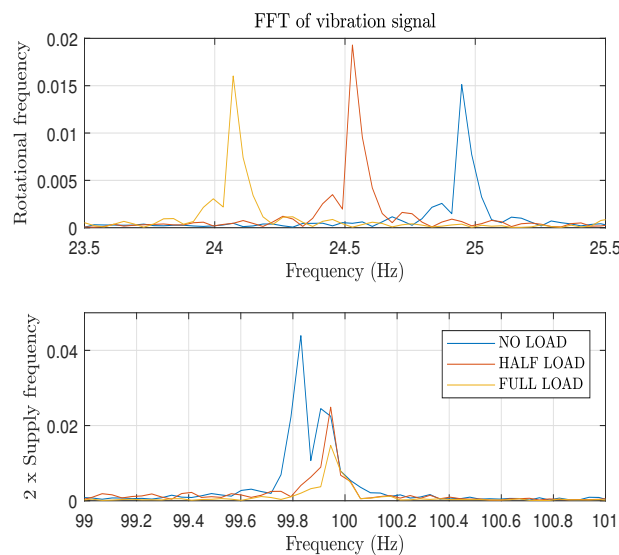 FFT of vibration signal
Rotational frequency
0.02
0.015
0.01
0.005
0
23.5 24 24.5 25 25.5
Frequency (Hz)
2 x Supply frequency
0.04
0.02
0
NO LOAD
HALF LOAD
FULL LOAD
99 99.2 99.4 99.6 99.8 100 100.2 100.4 100.6 100.8 101
Frequency (Hz)